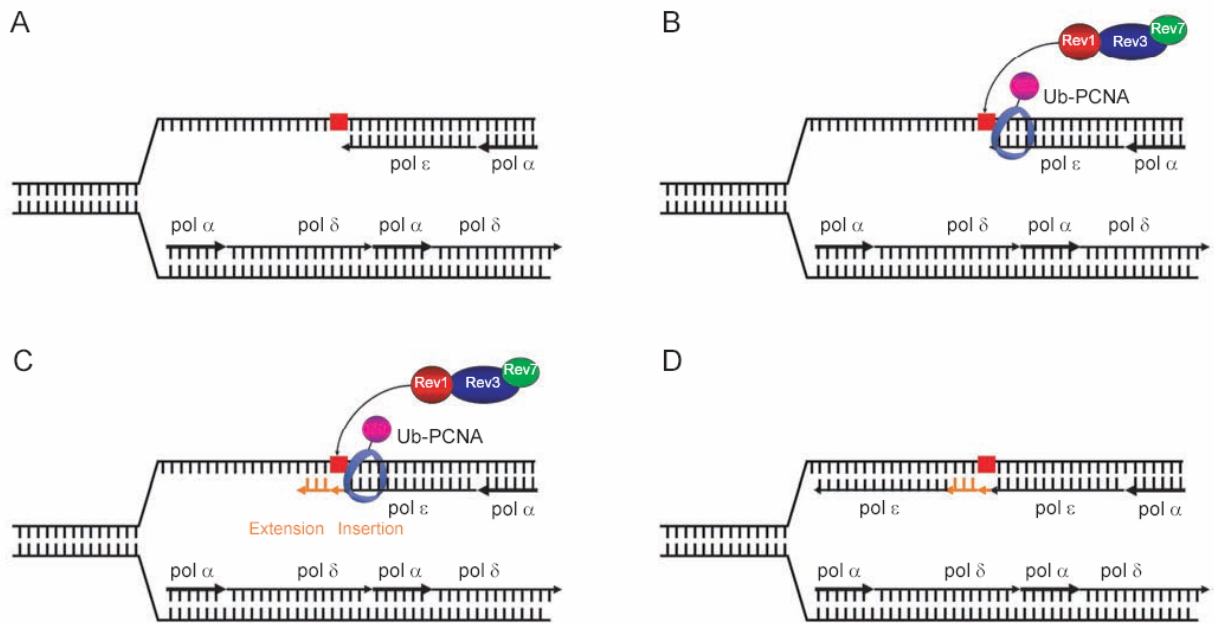 A
pol ε
pol α
pol α
pol δ
pol α
pol δ
B
Rev1
Rev3
Rev7
Ub-PCNA
pol ε
pol α
pol α
pol δ
pol α
pol δ
C
Rev1
Rev3
Rev7
Ub-PCNA
pol ε
pol α
Extension
Insertion
pol α
pol δ
pol α
pol δ
D
pol ε
pol ε
pol α
pol α
pol δ
pol α
pol δ